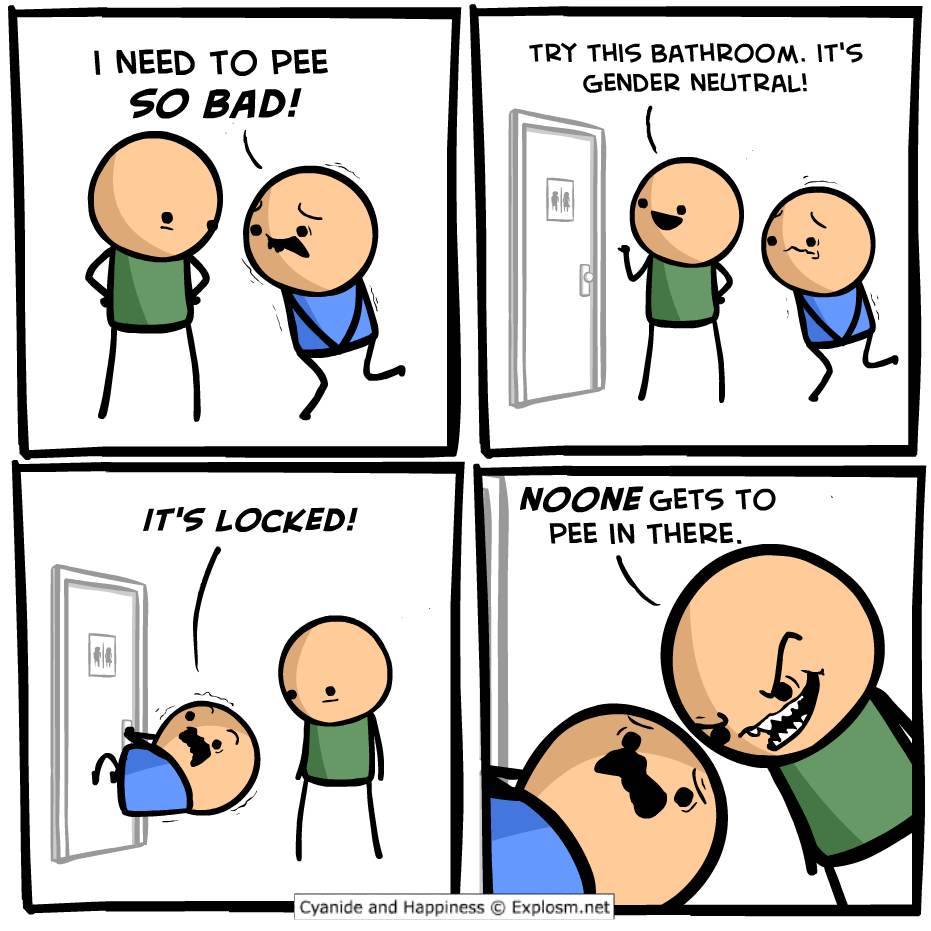 I NEED TO PEE
SO BAD!
TRY THIS BATHROOM. IT'S
GENDER NEUTRAL!
IT'S LOCKED!
NOONE GETS TO
PEE IN THERE.
Cyanide and Happiness © Explosm.net